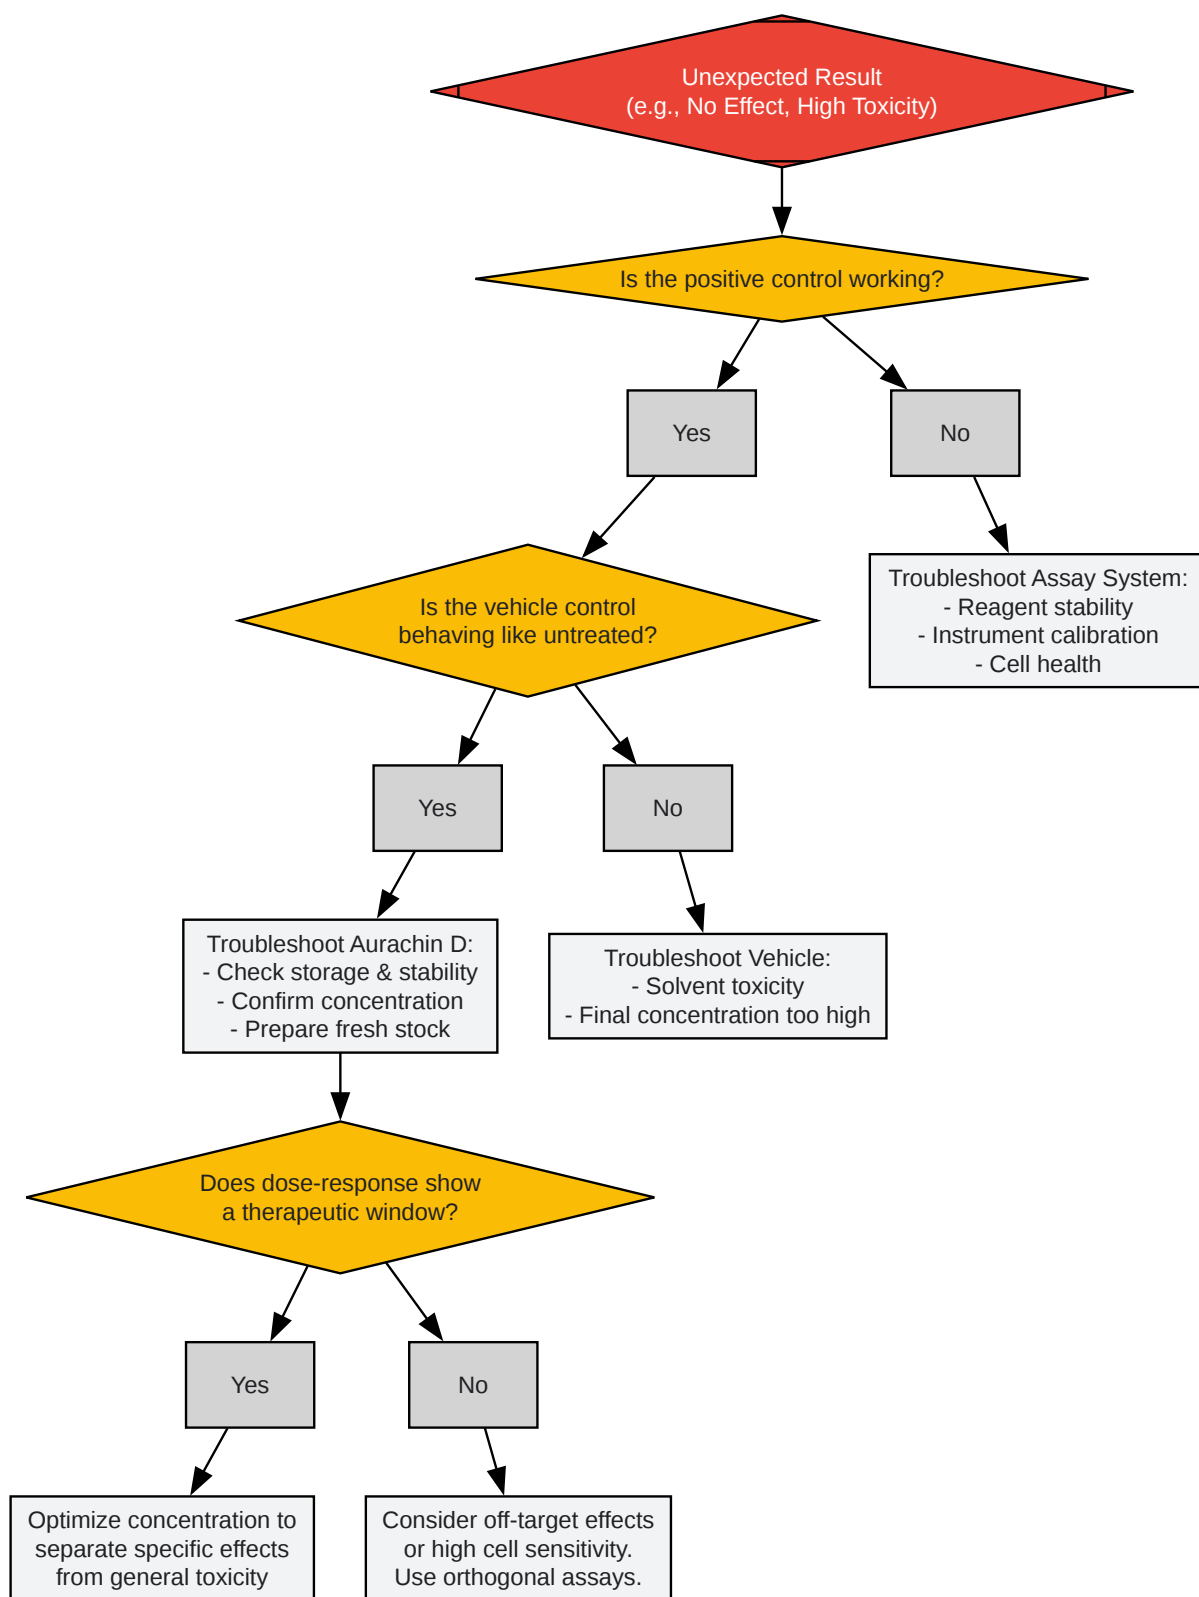 Unexpected Result
(e.g., No Effect, High Toxicity)
Is the positive control working?
Yes
No
Is the vehicle control
behaving like untreated?
Troubleshoot Assay System:
- Reagent stability
- Instrument calibration
- Cell health
Yes
No
Troubleshoot Aurachin D:
- Check storage & stability
- Confirm concentration
- Prepare fresh stock
Troubleshoot Vehicle:
- Solvent toxicity
- Final concentration too high
Does dose-response show
a therapeutic window?
Yes
No
Optimize concentration to
separate specific effects
from general toxicity
Consider off-target effects
or high cell sensitivity.
Use orthogonal assays.